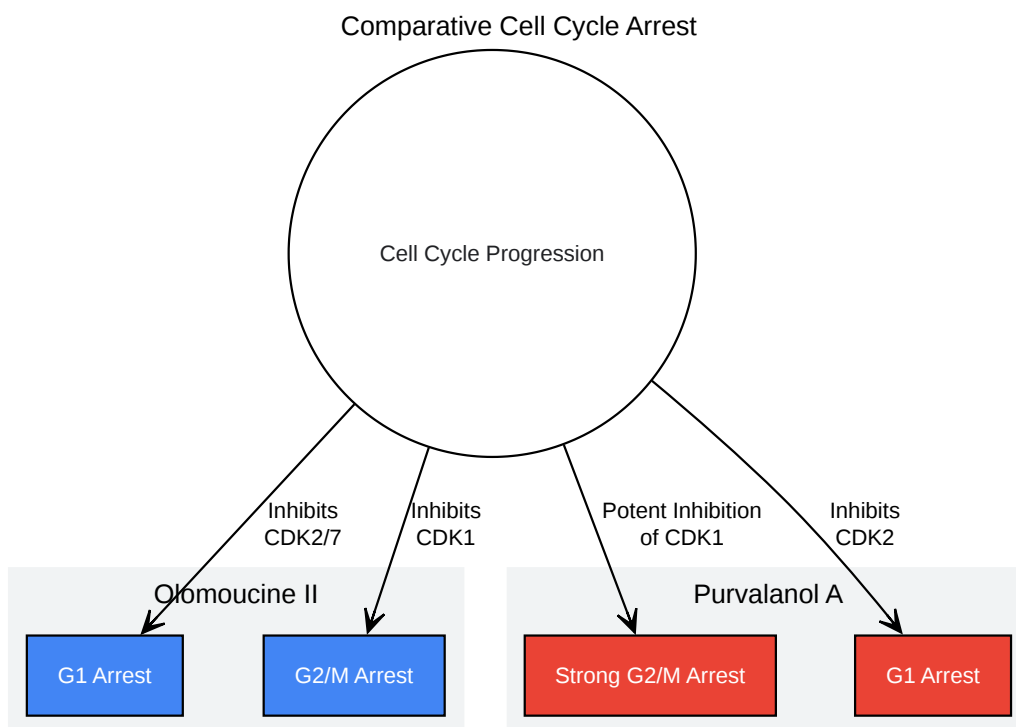 Comparative Cell Cycle Arrest
Cell Cycle Progression
Inhibits
CDK2/7
Inhibits
CDK1
Potent Inhibition
of CDK1
Inhibits
CDK2
Olomoucine II
Purvalanol A
G1 Arrest
G2/M Arrest
Strong G2/M Arrest
G1 Arrest